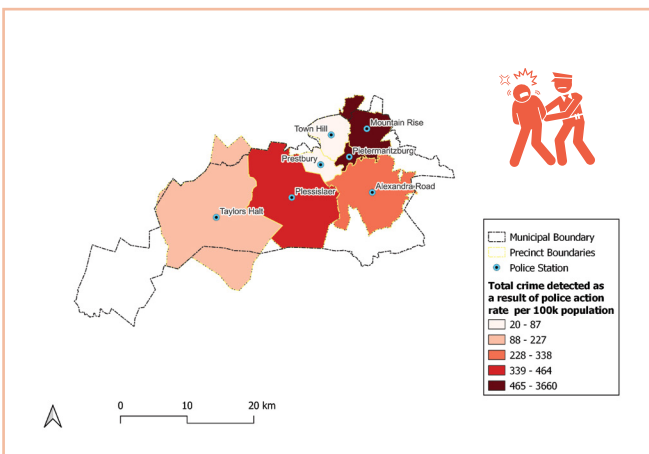 Mountain Rise
Town Hill
Pietermantzburg
Prestbury
Alexandra Road
Plessislaer
Taylors Halt
Municipal Boundary
Precinct Boundaries
Police Station
Total crime detected as
a result of police action
rate per 100k population
20 - 87
88 - 227
228 - 338
339 - 464
465 - 3660
0 10 20 km